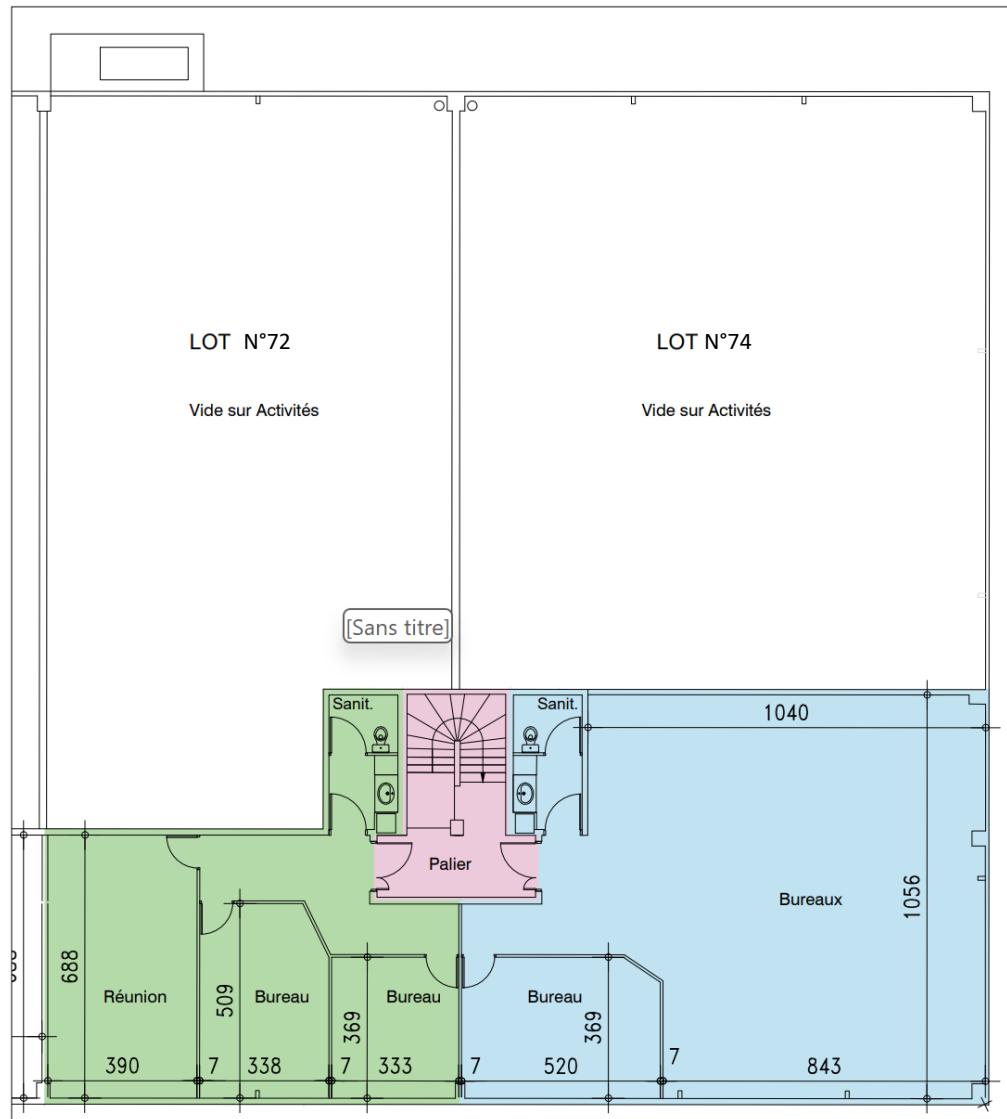 LOT N°72
LOT N°74
Vide sur Activités
Vide sur Activités
[Sans titre]
Sanit.
Sanit.
1040
Palier
Bureaux
1056
688
509
369
369
Réunion
Bureau
Bureau
Bureau
390
7
338
7
333
7
520
7
843